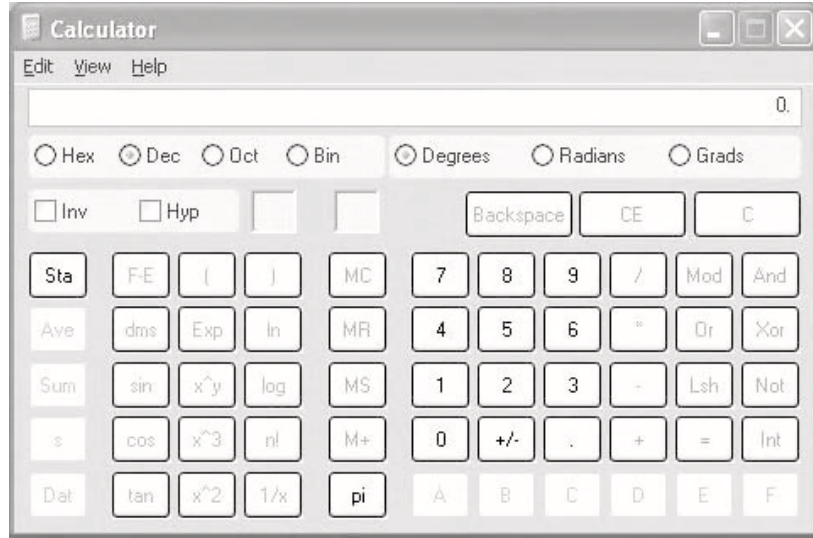 Calculator
Edit View Help
0.
Hex Dec Oct Bin Degrees Radians Grads
Inv Hyp Backspace CE C
Sta F-E ( ) MC 7 8 9 / Mod And
Ave dms Exp ln MR 4 5 6 * Or Xor
Sum sin x^y log MS 1 2 3 - Lsh Not
s cos x^3 n! M+ 0 +/- . + = Int
Dat tan x^2 1/x pi A B C D E F